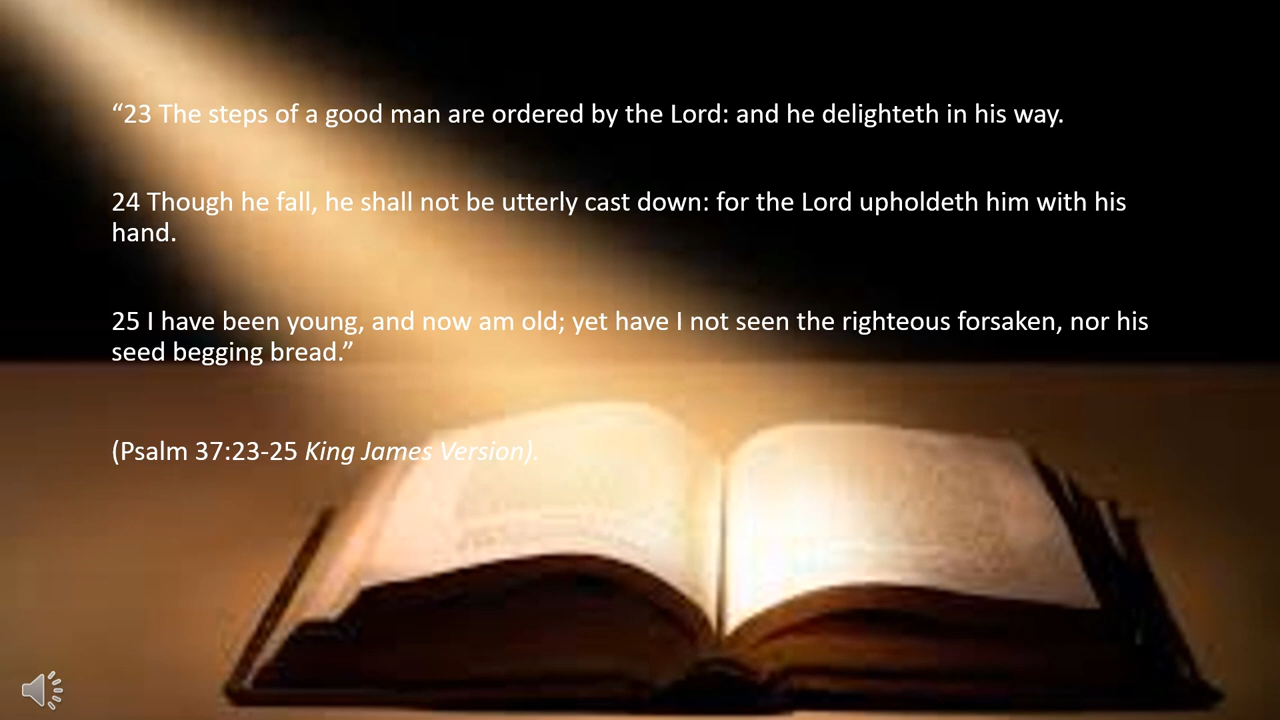 “23 The steps of a good man are ordered by the Lord: and he delighteth in his way.
24 Though he fall, he shall not be utterly cast down: for the Lord upholdeth him with his
hand.
25 I have been young, and now am old; yet have I not seen the righteous forsaken, nor his
seed begging bread.”
(Psalm 37:23-25 King James Version).